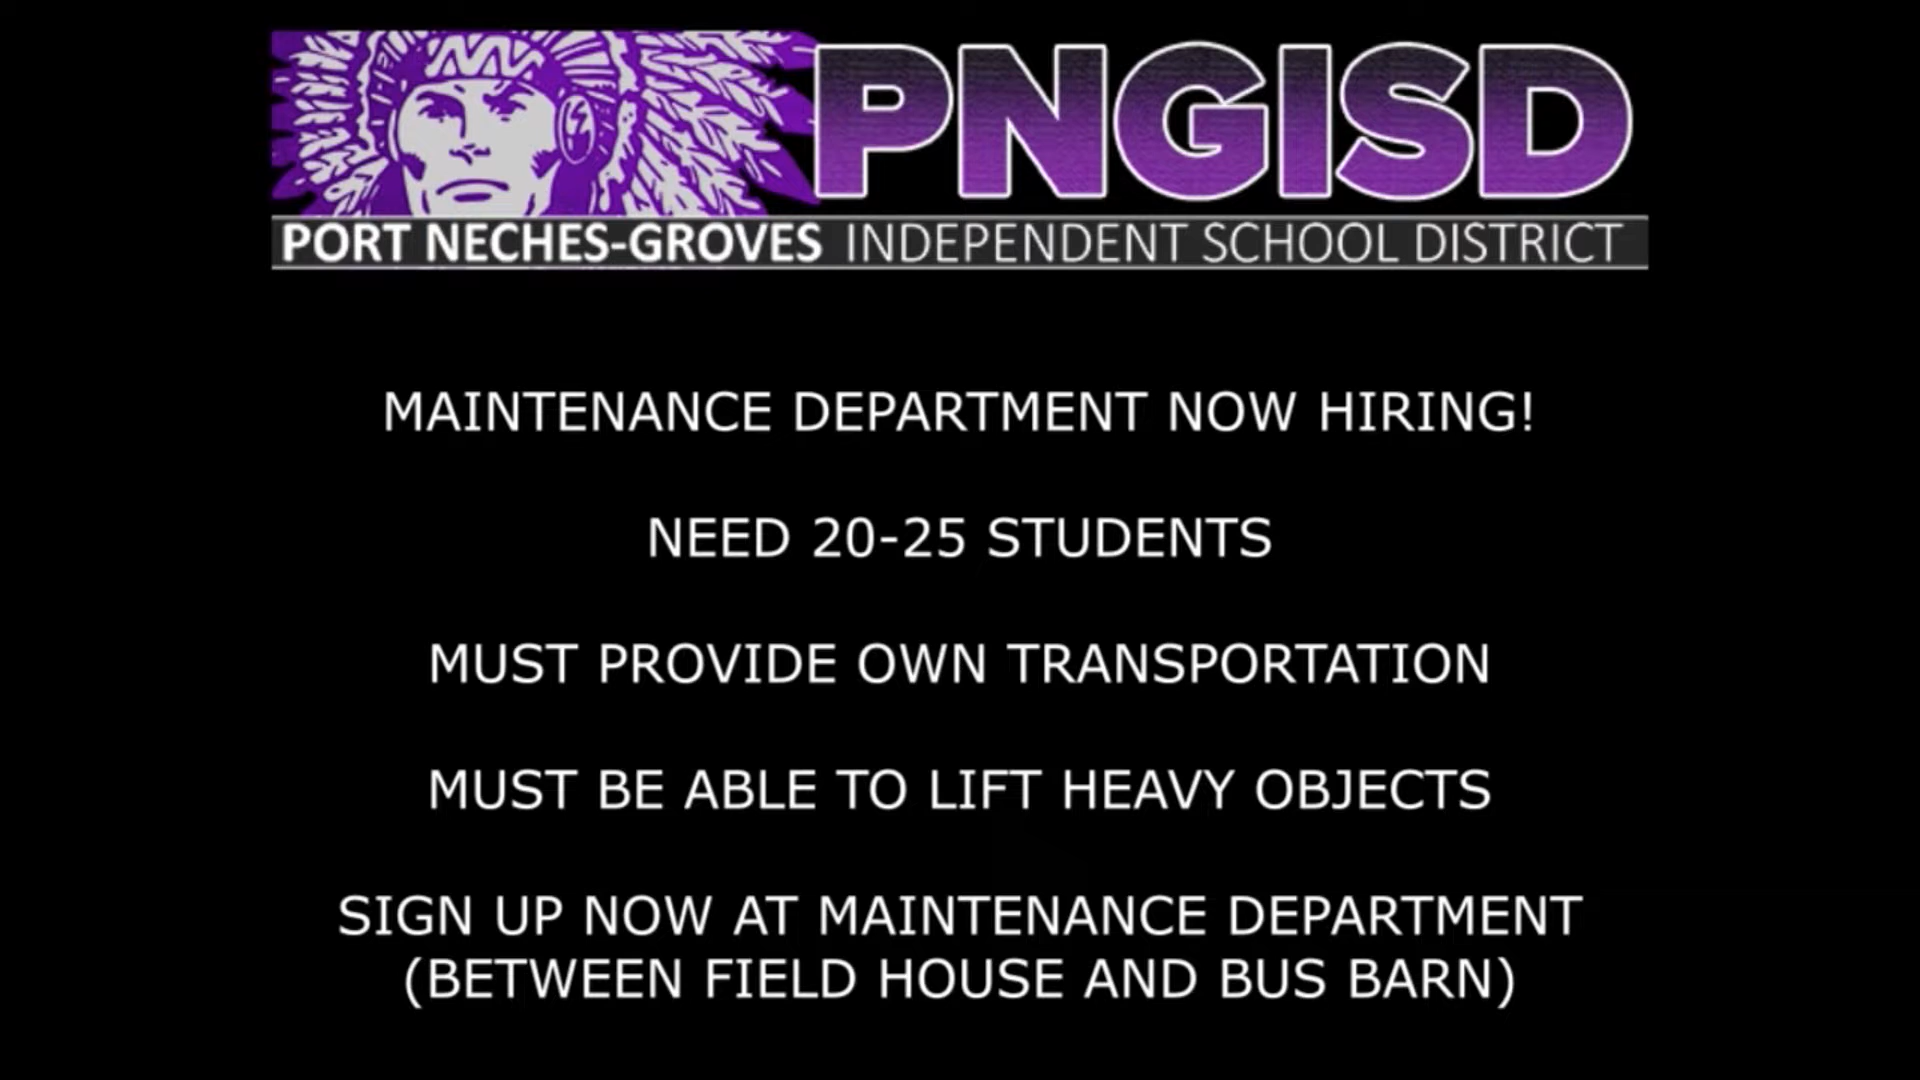 PNGISD
PORT NECHES-GROVES INDEPENDENT SCHOOL DISTRICT
MAINTENANCE DEPARTMENT NOW HIRING!
NEED 20-25 STUDENTS
MUST PROVIDE OWN TRANSPORTATION
MUST BE ABLE TO LIFT HEAVY OBJECTS
SIGN UP NOW AT MAINTENANCE DEPARTMENT
(BETWEEN FIELD HOUSE AND BUS BARN)